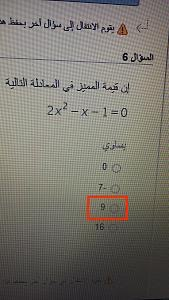 يقوم الانتقال إلى سؤال آخر بحفظ هذ
السؤال 6
إن قيمة المميز في المعادلة التالية
2x² − x − 1 = 0
يساوي
0
-7
9
16